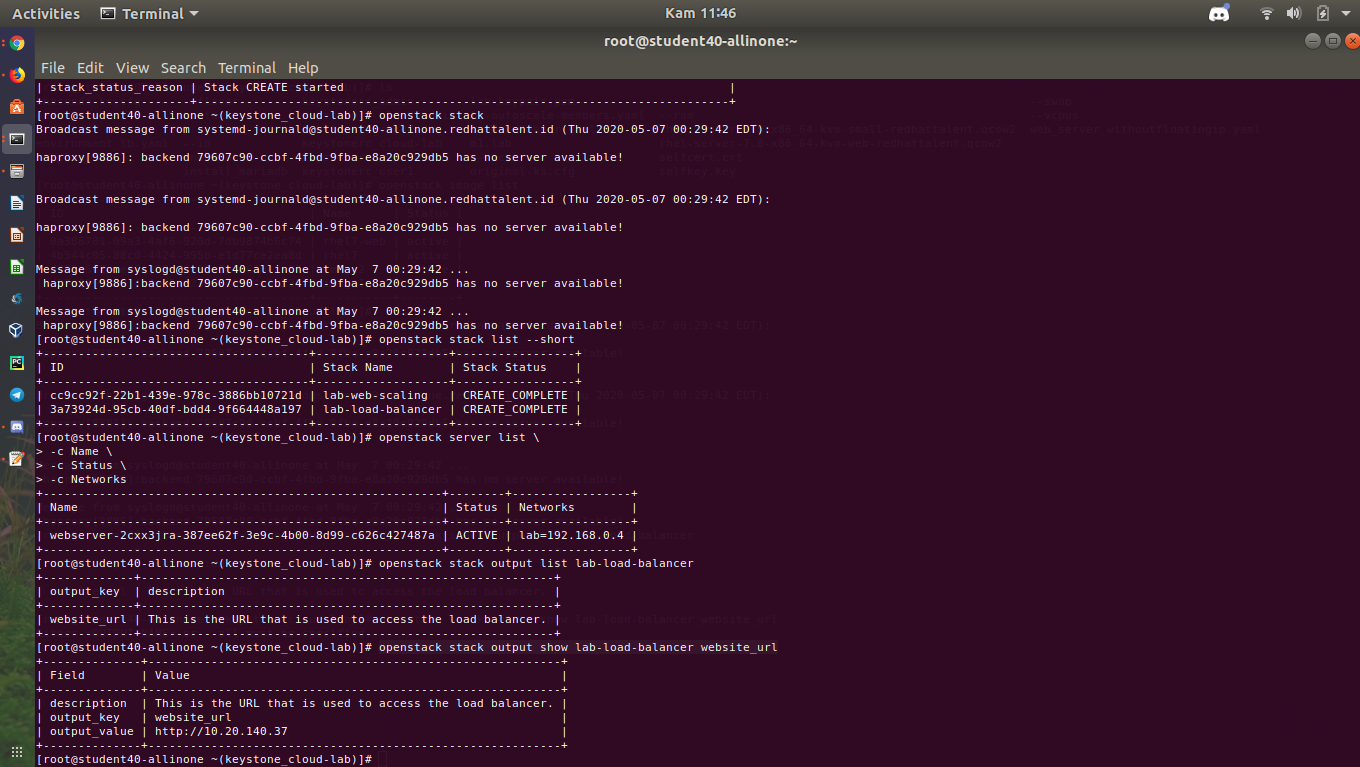 Activities Terminal Kam 11:46
root@student40-allinone:~
File Edit View Search Terminal Help
| stack_status_reason | Stack CREATE started |
+---------------------+----------------------------------------------------------------------------+
[root@student40-allinone ~(keystone_cloud-lab)]# openstack stack
Broadcast message from systemd-journald@student40-allinone.redhattalent.id (Thu 2020-05-07 00:29:42 EDT):
haproxy[9886]: backend 79607c90-ccbf-4fbd-9fba-e8a20c929db5 has no server available!
Broadcast message from systemd-journald@student40-allinone.redhattalent.id (Thu 2020-05-07 00:29:42 EDT):
haproxy[9886]: backend 79607c90-ccbf-4fbd-9fba-e8a20c929db5 has no server available!
Message from syslogd@student40-allinone at May  7 00:29:42 ...
 haproxy[9886]:backend 79607c90-ccbf-4fbd-9fba-e8a20c929db5 has no server available!
Message from syslogd@student40-allinone at May  7 00:29:42 ...
 haproxy[9886]:backend 79607c90-ccbf-4fbd-9fba-e8a20c929db5 has no server available!
[root@student40-allinone ~(keystone_cloud-lab)]# openstack stack list --short
+--------------------------------------+-------------------+-----------------+
| ID                                   | Stack Name        | Stack Status    |
+--------------------------------------+-------------------+-----------------+
| cc9cc92f-22b1-439e-978c-3886bb10721d | lab-web-scaling   | CREATE_COMPLETE |
| 3a73924d-95cb-40df-bdd4-9f664448a197 | lab-load-balancer | CREATE_COMPLETE |
+--------------------------------------+-------------------+-----------------+
[root@student40-allinone ~(keystone_cloud-lab)]# openstack server list \
> -c Name \
> -c Status \
> -c Networks
+---------------------------------------------------------+--------+-----------------+
| Name                                                    | Status | Networks        |
+---------------------------------------------------------+--------+-----------------+
| webserver-2cxx3jra-387ee62f-3e9c-4b00-8d99-c626c427487a | ACTIVE | lab=192.168.0.4 |
+---------------------------------------------------------+--------+-----------------+
[root@student40-allinone ~(keystone_cloud-lab)]# openstack stack output list lab-load-balancer
+-------------+-----------------------------------------------------------+
| output_key  | description                                               |
+-------------+-----------------------------------------------------------+
| website_url | This is the URL that is used to access the load balancer. |
+-------------+-----------------------------------------------------------+
[root@student40-allinone ~(keystone_cloud-lab)]# openstack stack output show lab-load-balancer website_url
+--------------+-----------------------------------------------------------+
| Field        | Value                                                     |
+--------------+-----------------------------------------------------------+
| description  | This is the URL that is used to access the load balancer. |
| output_key   | website_url                                               |
| output_value | http://10.20.140.37                                       |
+--------------+-----------------------------------------------------------+
[root@student40-allinone ~(keystone_cloud-lab)]#